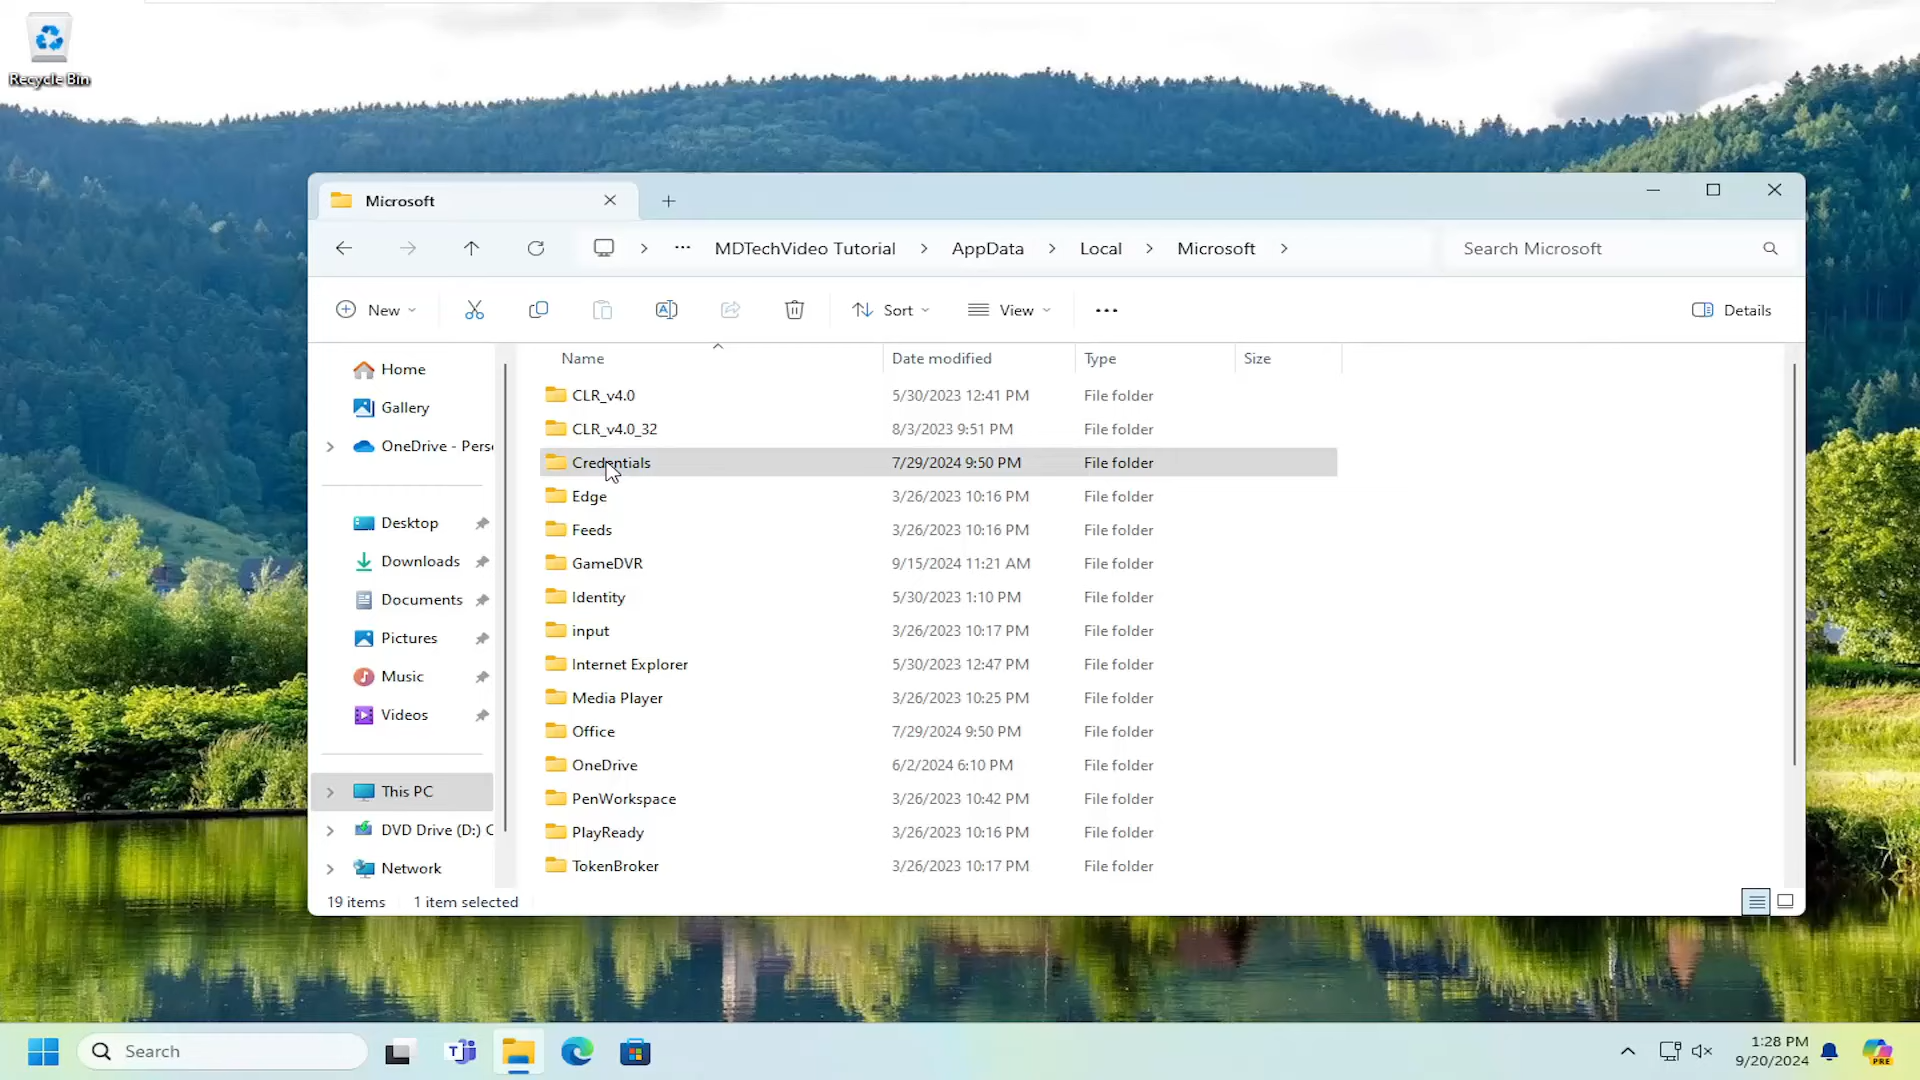 Recycle Bin
Microsoft
MDTechVideo Tutorial > AppData > Local > Microsoft >
Search Microsoft
New
Sort
View
Details
Name Date modified Type Size
Home
Gallery
OneDrive - Pers
Desktop
Downloads
Documents
Pictures
Music
Videos
This PC
DVD Drive (D:) C
Network
CLR_v4.0 5/30/2023 12:41 PM File folder
CLR_v4.0_32 8/3/2023 9:51 PM File folder
Credentials 7/29/2024 9:50 PM File folder
Edge 3/26/2023 10:16 PM File folder
Feeds 3/26/2023 10:16 PM File folder
GameDVR 9/15/2024 11:21 AM File folder
Identity 5/30/2023 1:10 PM File folder
input 3/26/2023 10:17 PM File folder
Internet Explorer 5/30/2023 12:47 PM File folder
Media Player 3/26/2023 10:25 PM File folder
Office 7/29/2024 9:50 PM File folder
OneDrive 6/2/2024 6:10 PM File folder
PenWorkspace 3/26/2023 10:42 PM File folder
PlayReady 3/26/2023 10:16 PM File folder
TokenBroker 3/26/2023 10:17 PM File folder
19 items 1 item selected
Search
1:28 PM
9/20/2024
PRE